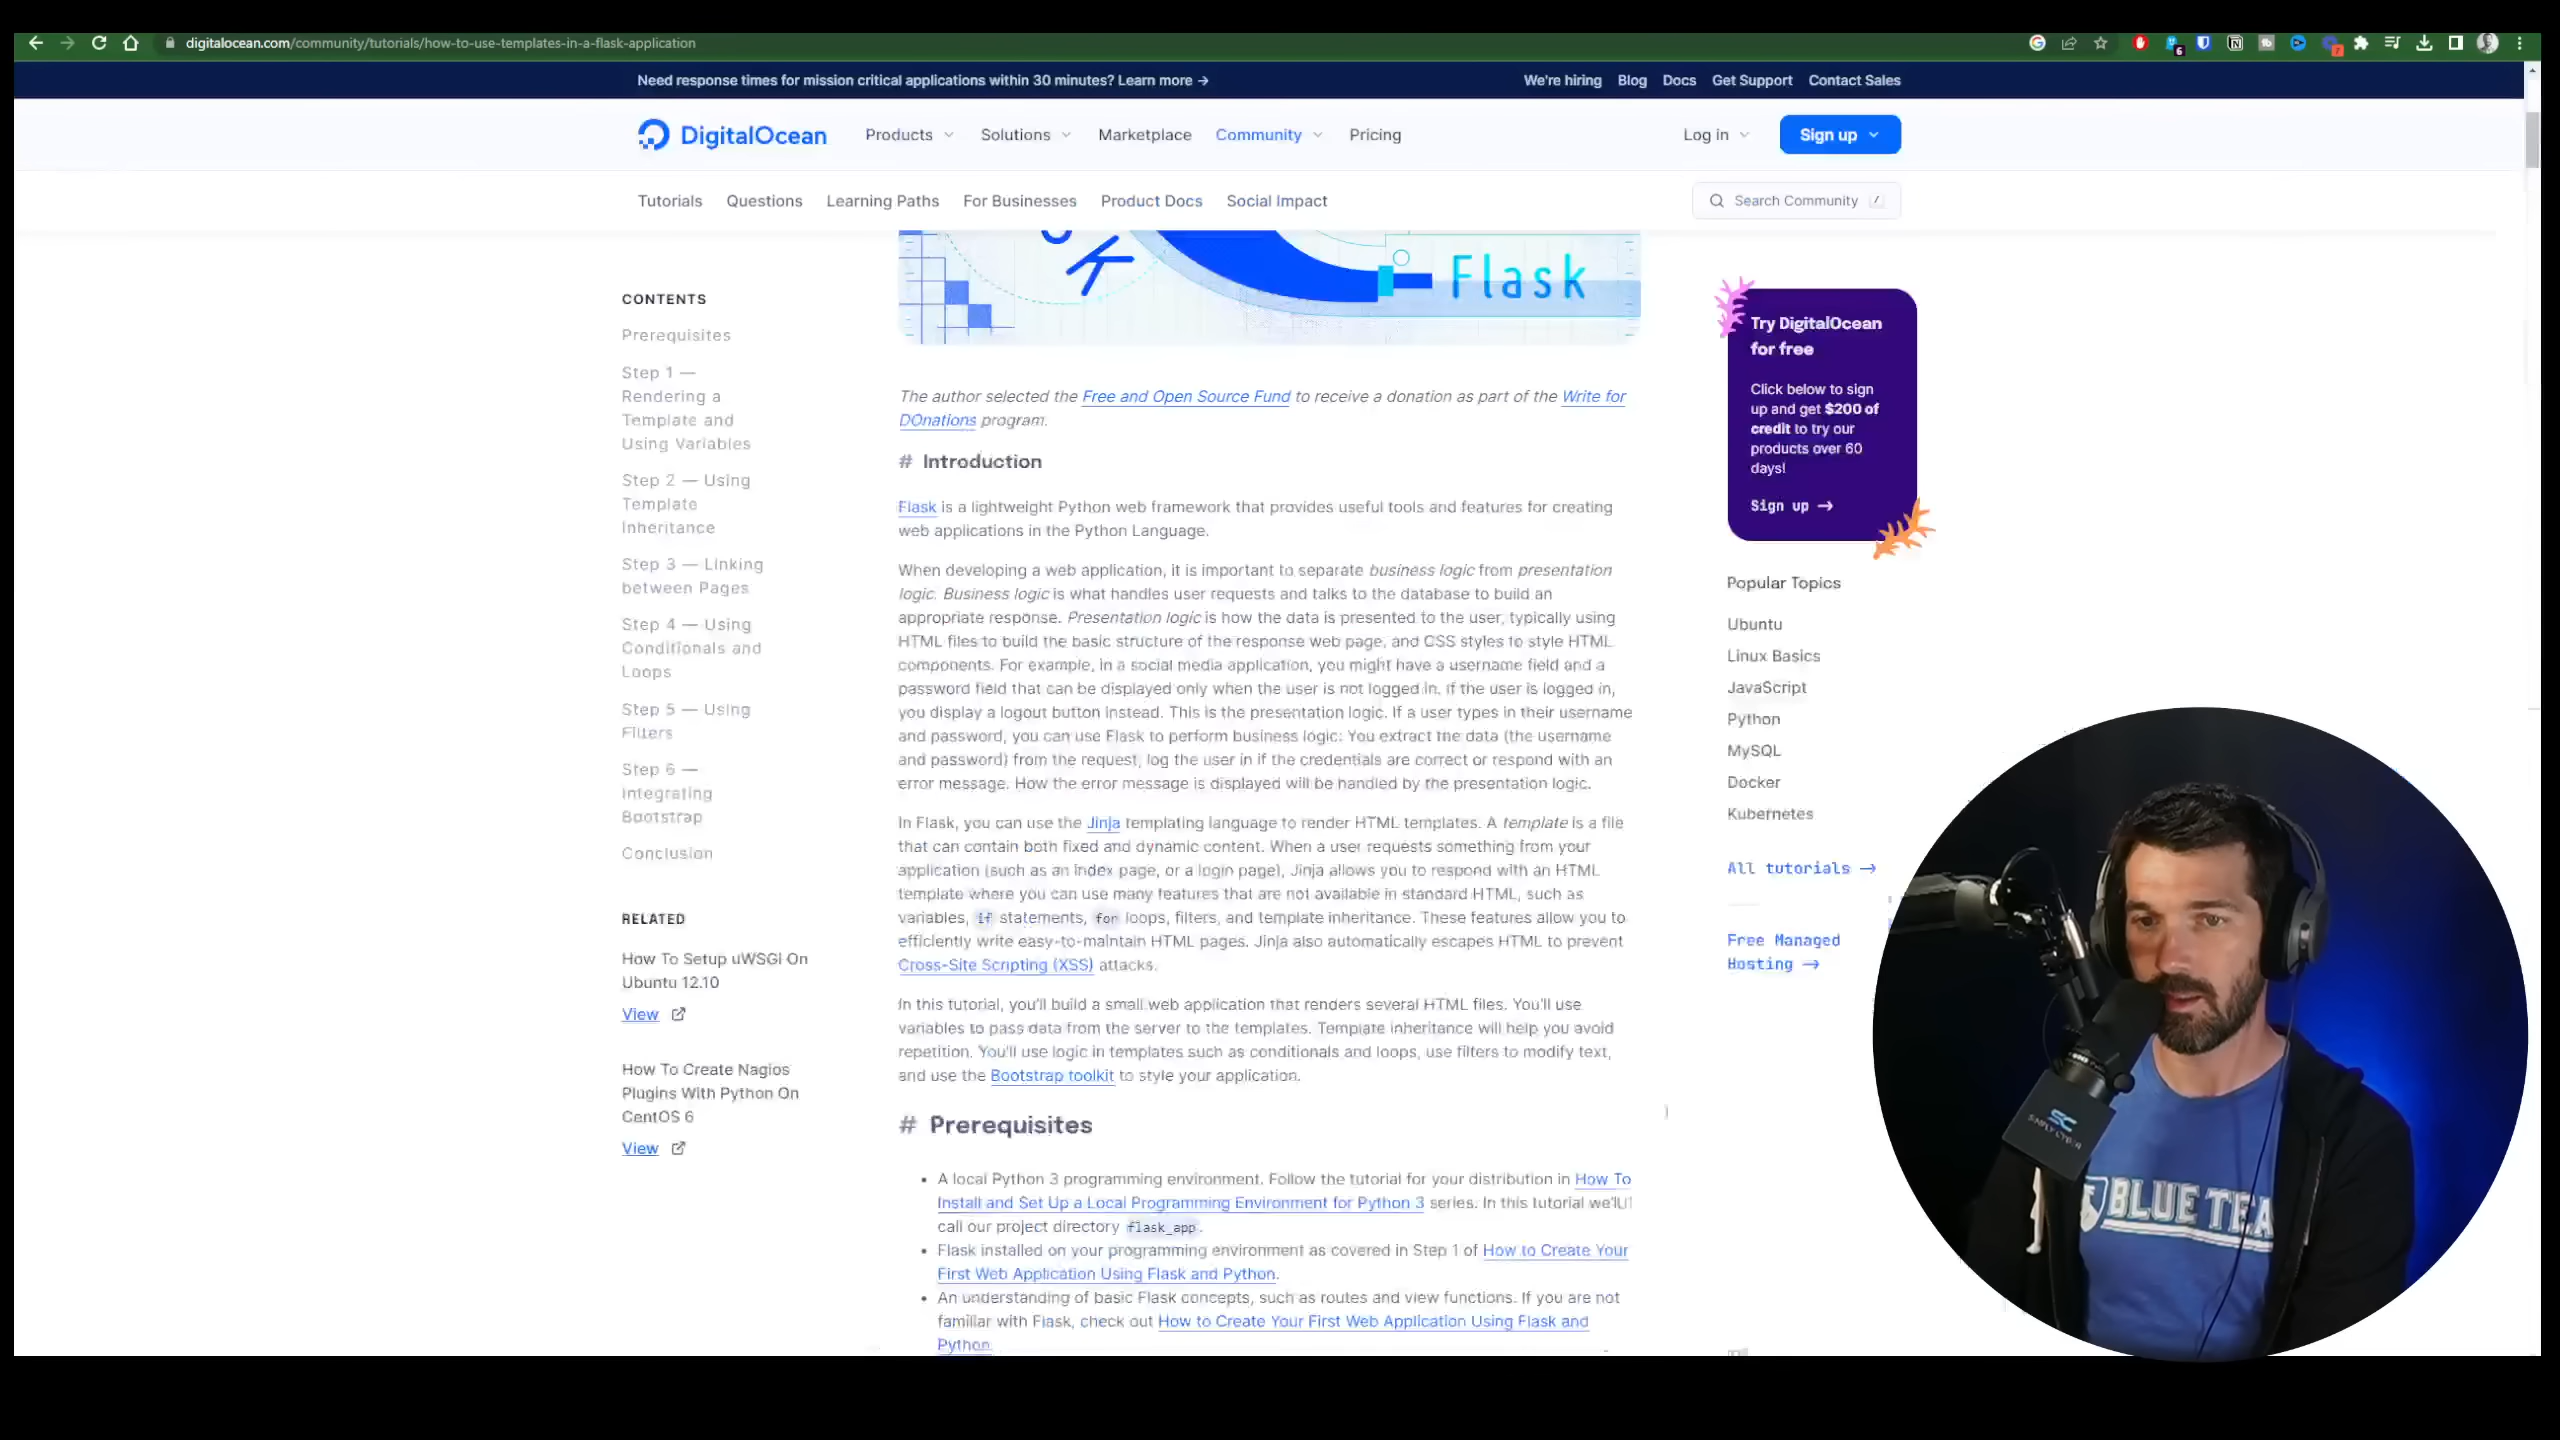 digitalocean.com/community/tutorials/how-to-use-templates-in-a-flask-application
6
7
Need response times for mission critical applications within 30 minutes? Learn more →
We're hiring Blog Docs Get Support Contact Sales
DigitalOcean
Products Solutions Marketplace Community Pricing
Log in
Sign up
Tutorials Questions Learning Paths For Businesses Product Docs Social Impact
Search Community /
Flask
CONTENTS
Prerequisites
Step 1 —
Rendering a
Template and
Using Variables
Step 2 — Using
Template
Inheritance
Step 3 — Linking
between Pages
Step 4 — Using
Conditionals and
Loops
Step 5 — Using
Filters
Step 6 —
Integrating
Bootstrap
Conclusion
RELATED
How To Setup uWSGI On
Ubuntu 12.10
View
How To Create Nagios
Plugins With Python On
CentOS 6
View
The author selected the Free and Open Source Fund to receive a donation as part of the Write for
DOnations program.
# Introduction
Flask is a lightweight Python web framework that provides useful tools and features for creating
web applications in the Python Language.
When developing a web application, it is important to separate business logic from presentation
logic. Business logic is what handles user requests and talks to the database to build an
appropriate response. Presentation logic is how the data is presented to the user, typically using
HTML files to build the basic structure of the response web page, and CSS styles to style HTML
components. For example, in a social media application, you might have a username field and a
password field that can be displayed only when the user is not logged in. If the user is logged in,
you display a logout button instead. This is the presentation logic. If a user types in their username
and password, you can use Flask to perform business logic: You extract the data (the username
and password) from the request, log the user in if the credentials are correct or respond with an
error message. How the error message is displayed will be handled by the presentation logic.
In Flask, you can use the Jinja templating language to render HTML templates. A template is a file
that can contain both fixed and dynamic content. When a user requests something from your
application (such as an index page, or a login page), Jinja allows you to respond with an HTML
template where you can use many features that are not available in standard HTML, such as
variables, if statements, for loops, filters, and template inheritance. These features allow you to
efficiently write easy-to-maintain HTML pages. Jinja also automatically escapes HTML to prevent
Cross-Site Scripting (XSS) attacks.
In this tutorial, you'll build a small web application that renders several HTML files. You'll use
variables to pass data from the server to the templates. Template inheritance will help you avoid
repetition. You'll use logic in templates such as conditionals and loops, use filters to modify text,
and use the Bootstrap toolkit to style your application.
# Prerequisites
• A local Python 3 programming environment. Follow the tutorial for your distribution in How To
Install and Set Up a Local Programming Environment for Python 3 series. In this tutorial we'll
call our project directory flask_app.
• Flask installed on your programming environment as covered in Step 1 of How to Create Your
First Web Application Using Flask and Python.
• An understanding of basic Flask concepts, such as routes and view functions. If you are not
familiar with Flask, check out How to Create Your First Web Application Using Flask and
Python.
Try DigitalOcean
for free
Click below to sign
up and get $200 of
credit to try our
products over 60
days!
Sign up →
Popular Topics
Ubuntu
Linux Basics
JavaScript
Python
MySQL
Docker
Kubernetes
All tutorials →
Free Managed
Hosting →
SC
SIMPLY CYBER
BLUE TEA